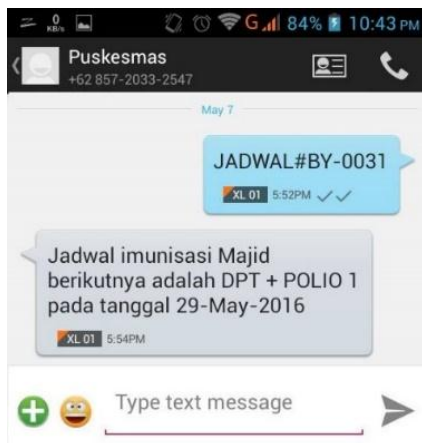 0
KB/s
G 84% 10:43 PM
Puskesmas
+62 857-2033-2547
May 7
JADWAL#BY-0031
XL 01 5:52PM
Jadwal imunisasi Majid
berikutnya adalah DPT + POLIO 1
pada tanggal 29-May-2016
XL 01 5:54PM
Type text message